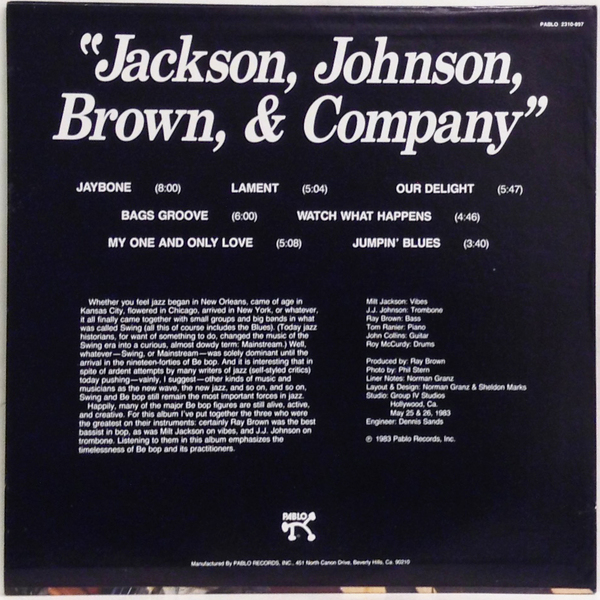 PABLO 2310-897
“Jackson, Johnson,
Brown, & Company”
JAYBONE (8:00) LAMENT (5:04) OUR DELIGHT (5:47)
BAGS GROOVE (6:00) WATCH WHAT HAPPENS (4:46)
MY ONE AND ONLY LOVE (5:08) JUMPIN’ BLUES (3:40)
Whether you feel jazz began in New Orleans, came of age in
Kansas City, flowered in Chicago, arrived in New York, or whatever,
it all finally came together with small groups and big bands in what
was called Swing (all this of course includes the Blues). (Today jazz
historians, for want of something to do, changed the music of the
Swing era into a curious, almost dowdy term: Mainstream.) Well,
whatever—Swing, or Mainstream—was solely dominant until the
arrival in the nineteen-forties of Be bop. And it is interesting that in
spite of ardent attempts by many writers of jazz (self-styled critics)
today pushing—vainly, I suggest—other kinds of music and
musicians as the new wave, the new jazz, and so on, and so on,
Swing and Be bop still remain the most important forces in jazz.
Happily, many of the major Be bop figures are still alive, active,
and creative. For this album I’ve put together the three who were
the greatest on their instruments: certainly Ray Brown was the best
bassist in bop, as was Milt Jackson on vibes, and J.J. Johnson on
trombone. Listening to them in this album emphasizes the
timelessness of Be bop and its practitioners.
Milt Jackson: Vibes
J.J. Johnson: Trombone
Ray Brown: Bass
Tom Ranier: Piano
John Collins: Guitar
Roy McCurdy: Drums
Produced by: Ray Brown
Photo by: Phil Stern
Liner Notes: Norman Granz
Layout & Design: Norman Granz & Sheldon Marks
Studio: Group IV Studios
Hollywood, Ca.
May 25 & 26, 1983
Engineer: Dennis Sands
℗ 1983 Pablo Records, Inc.
PABLO
Manufactured By PABLO RECORDS, INC., 451 North Canon Drive, Beverly Hills, Ca. 90210